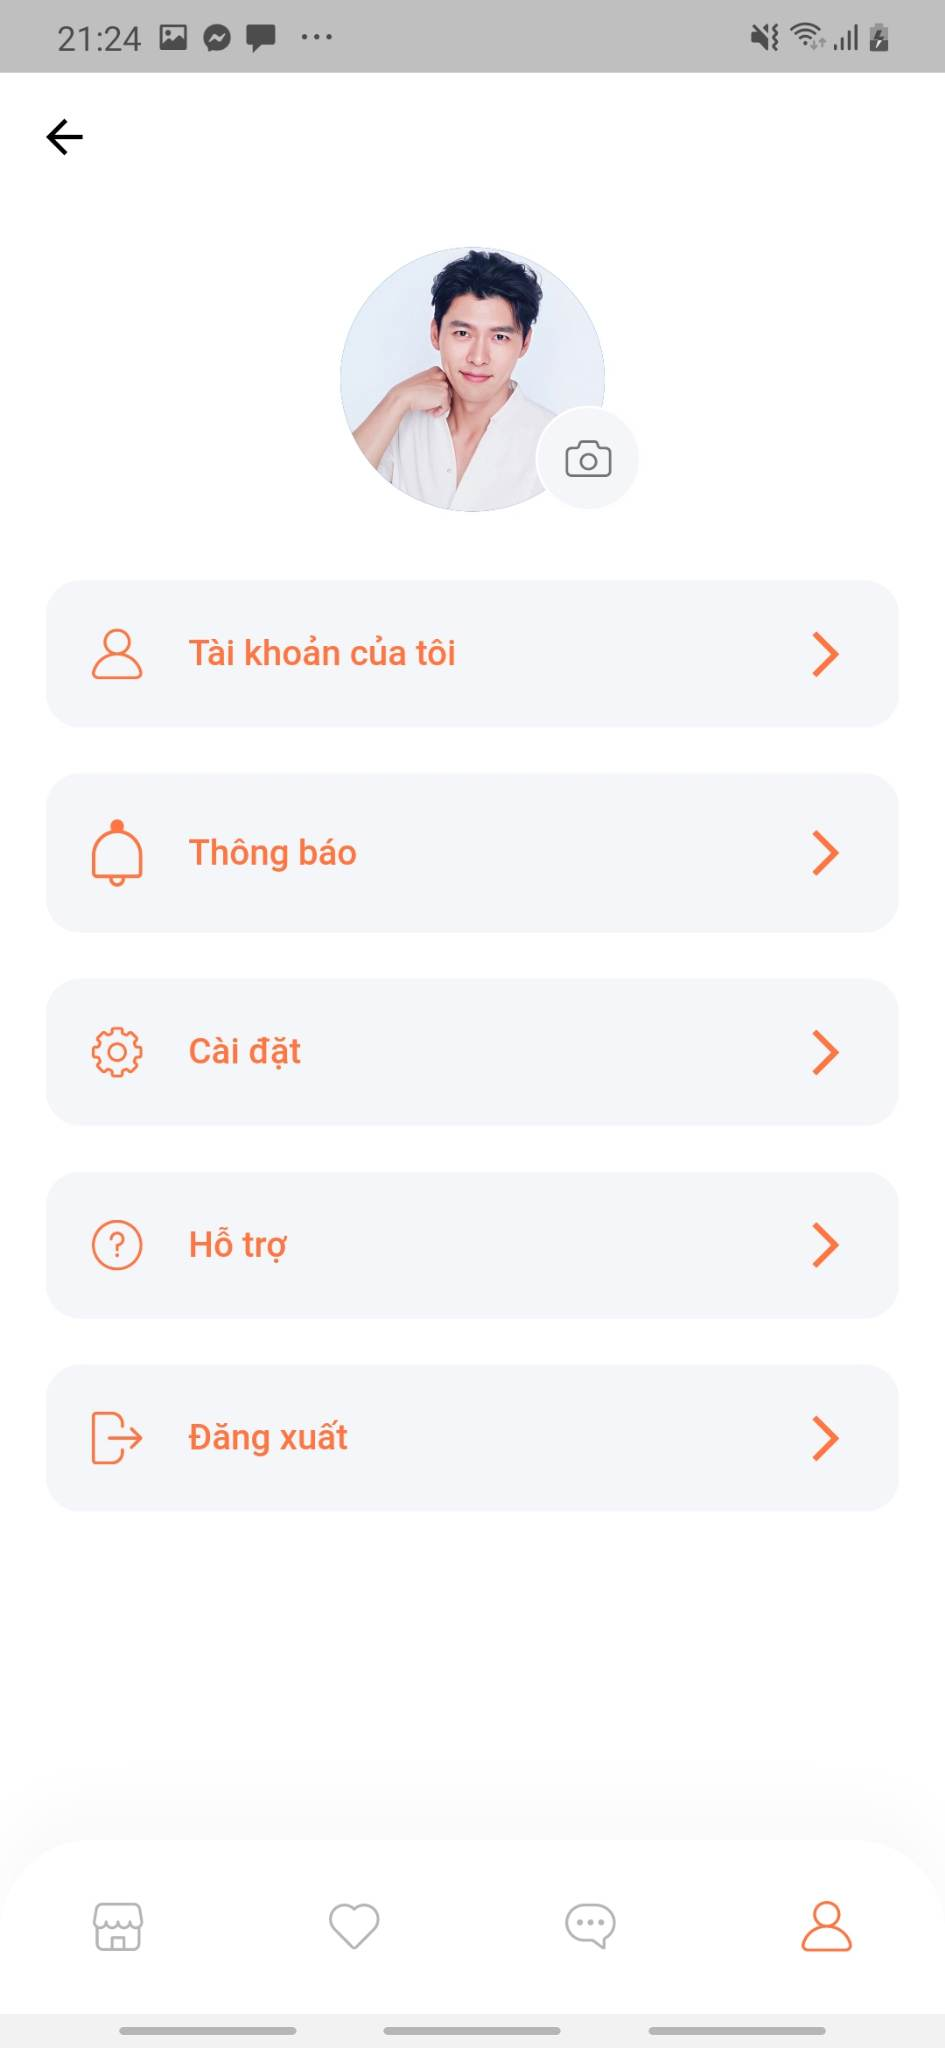 21:24
Tài khoản của tôi
Thông báo
Cài đặt
Hỗ trợ
Đăng xuất